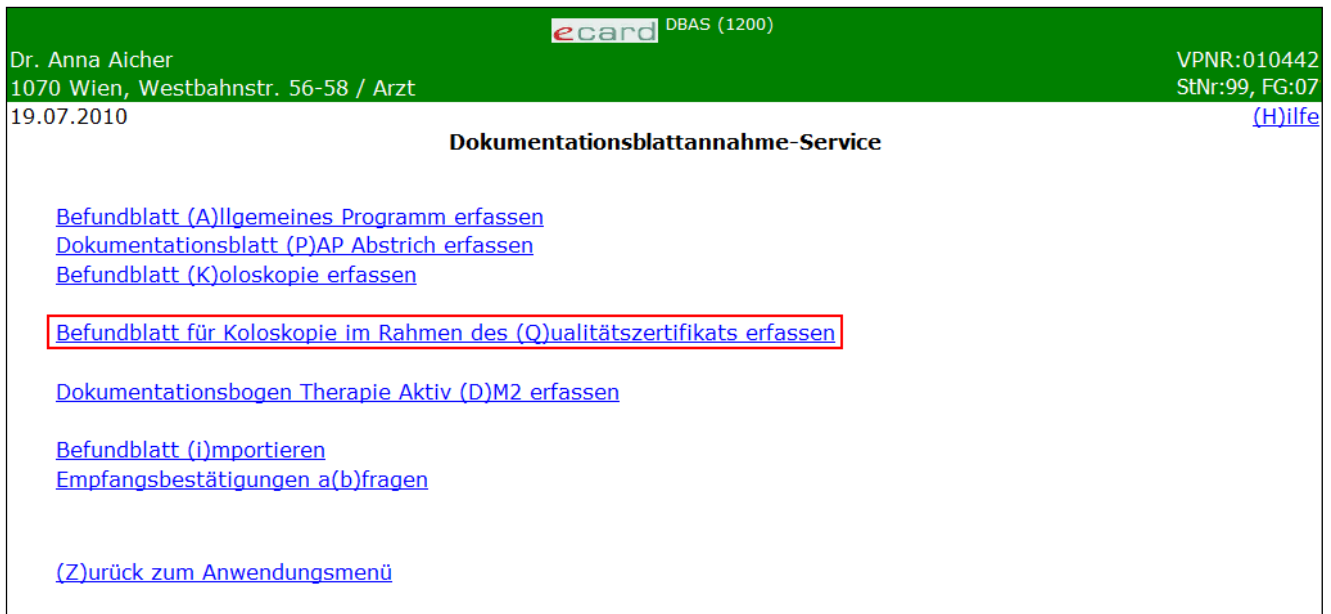 ecard DBAS (1200)
Dr. Anna Aicher VPNR:010442
1070 Wien, Westbahnstr. 56-58 / Arzt StNr:99, FG:07
19.07.2010 (H)ilfe
Dokumentationsblattannahme-Service
Befundblatt (A)llgemeines Programm erfassen
Dokumentationsblatt (P)AP Abstrich erfassen
Befundblatt (K)oloskopie erfassen
Befundblatt für Koloskopie im Rahmen des (Q)ualitätszertifikats erfassen
Dokumentationsbogen Therapie Aktiv (D)M2 erfassen
Befundblatt (i)mportieren
Empfangsbestätigungen a(b)fragen
(Z)urück zum Anwendungsmenü